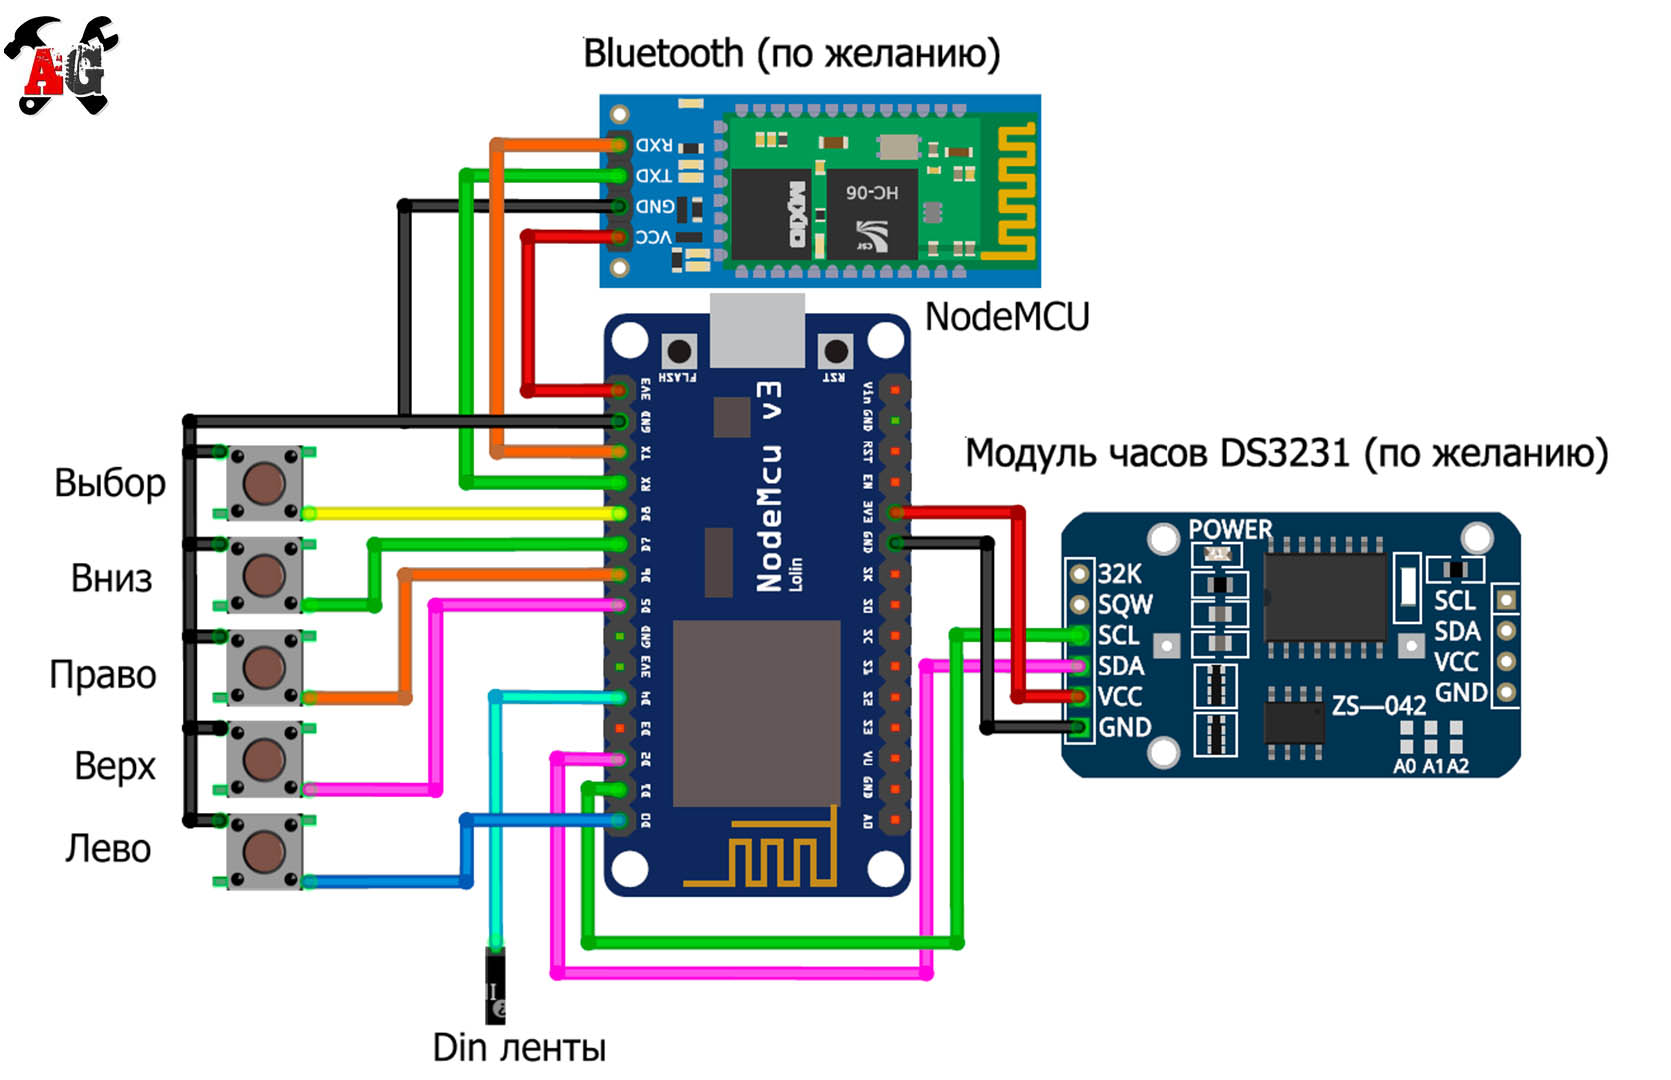 AG
Bluetooth (по желанию)
RXD
TXD
GND
VCC
MXIO
HC-06
csr
NodeMCU
FLASH
RST
NodeMcu v3
Lolin
3V3
GND
TX
RX
D8
D7
D6
D5
GND
3V3
D4
D3
D2
D1
D0
Vin
GND
RST
EN
3V3
GND
SK
SO
SC
S1
S2
S3
VU
GND
A0
Выбор
Вниз
Право
Верх
Лево
Din ленты
Модуль часов DS3231 (по желанию)
POWER
32K
SQW
SCL
SDA
VCC
GND
SCL
SDA
VCC
GND
ZS—042
A0 A1 A2